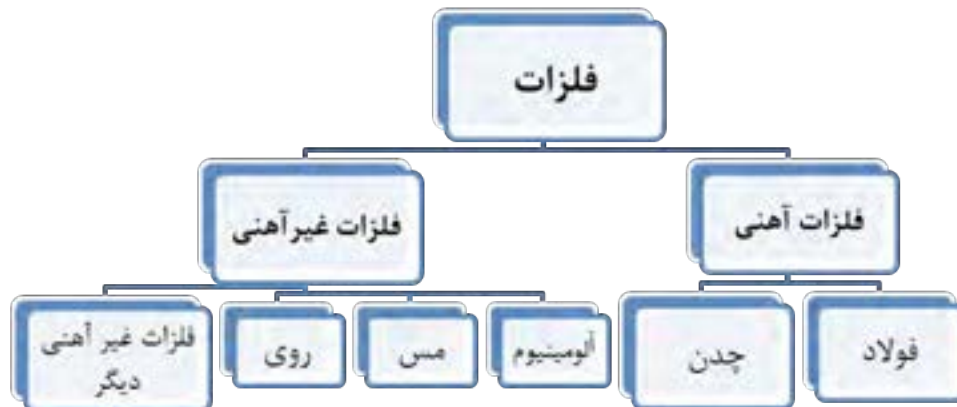 فلزات
فلزات آهنی
فلزات غیرآهنی
فولاد
چدن
آلومینیوم
مس
روی
فلزات غیر آهنی
دیگر